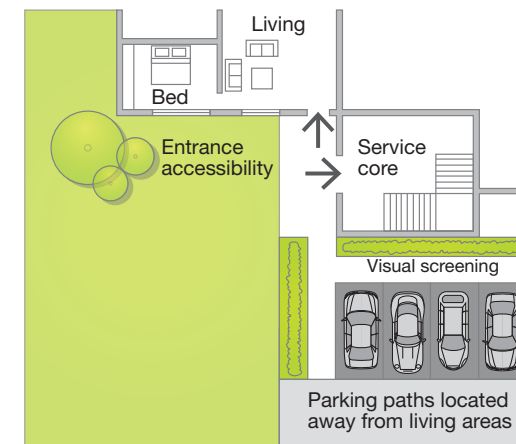 Living
Bed
Entrance
accessibility
Service
core
Visual screening
Parking paths located
away from living areas